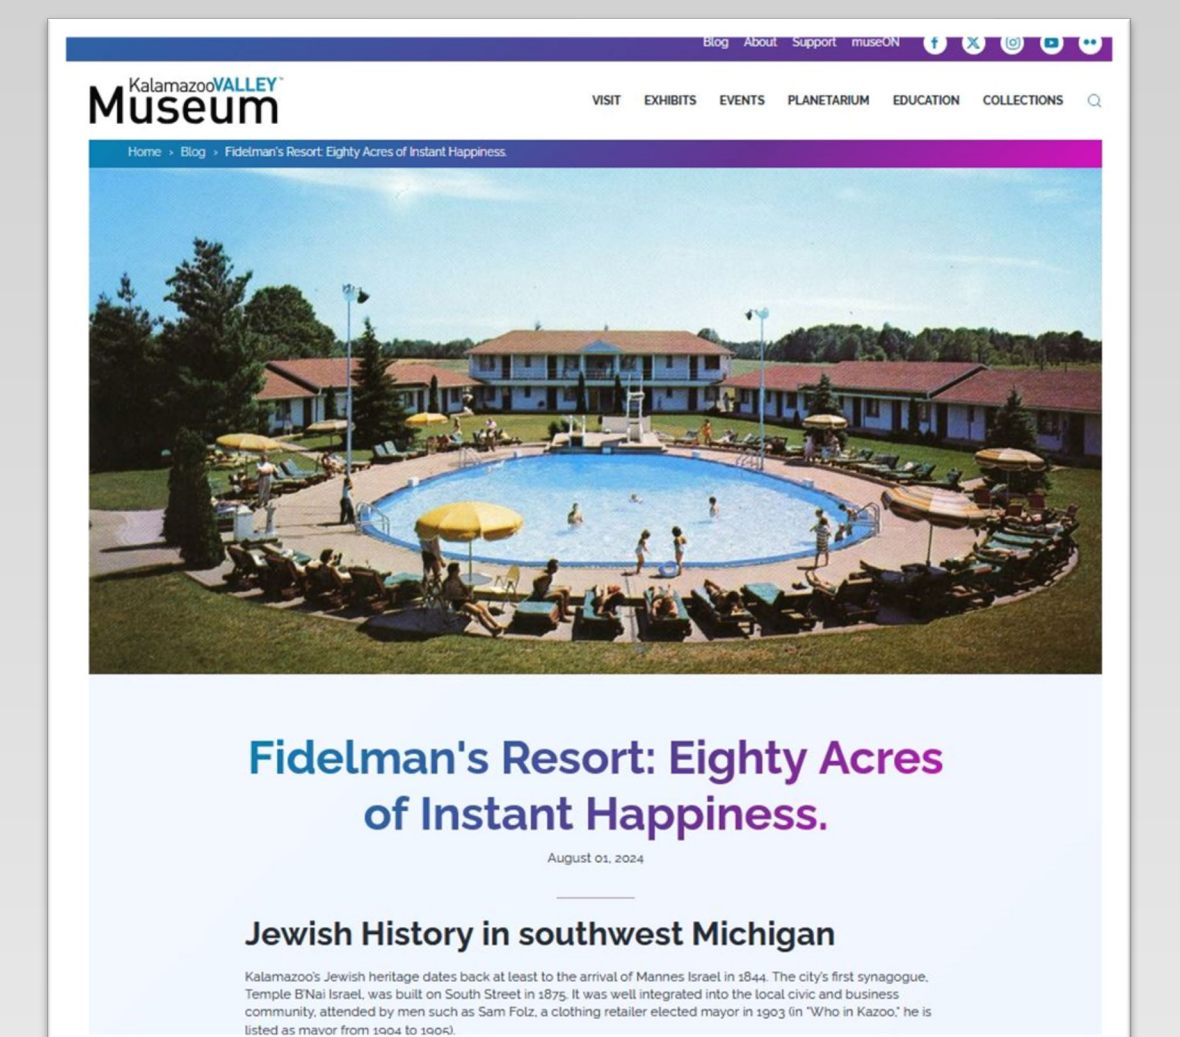 Blog About Support museON
KalamazooVALLEY™
Museum
VISIT EXHIBITS EVENTS PLANETARIUM EDUCATION COLLECTIONS
Home › Blog › Fidelman's Resort: Eighty Acres of Instant Happiness.
Fidelman's Resort: Eighty Acres
of Instant Happiness.
August 01, 2024
Jewish History in southwest Michigan
Kalamazoo's Jewish heritage dates back at least to the arrival of Mannes Israel in 1844. The city's first synagogue,
Temple B'Nai Israel, was built on South Street in 1875. It was well integrated into the local civic and business
community, attended by men such as Sam Folz, a clothing retailer elected mayor in 1903 (in "Who in Kazoo," he is
listed as mayor from 1904 to 1905).